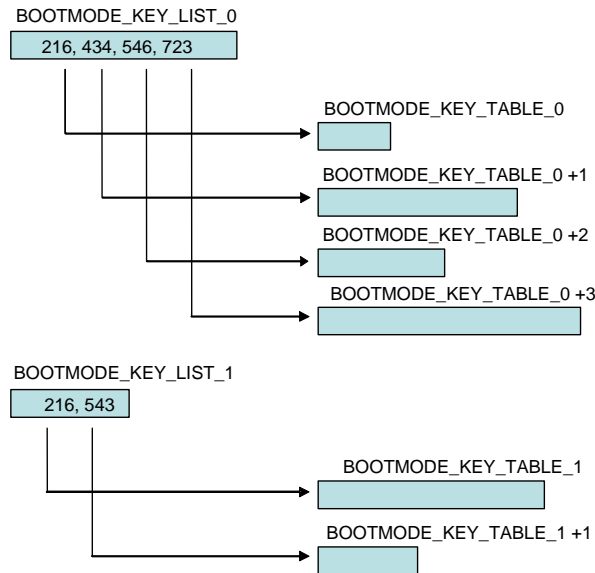 BOOTMODE_KEY_LIST_0
216, 434, 546, 723
BOOTMODE_KEY_TABLE_0
BOOTMODE_KEY_TABLE_0 +1
BOOTMODE_KEY_TABLE_0 +2
BOOTMODE_KEY_TABLE_0 +3
BOOTMODE_KEY_LIST_1
216, 543
BOOTMODE_KEY_TABLE_1
BOOTMODE_KEY_TABLE_1 +1